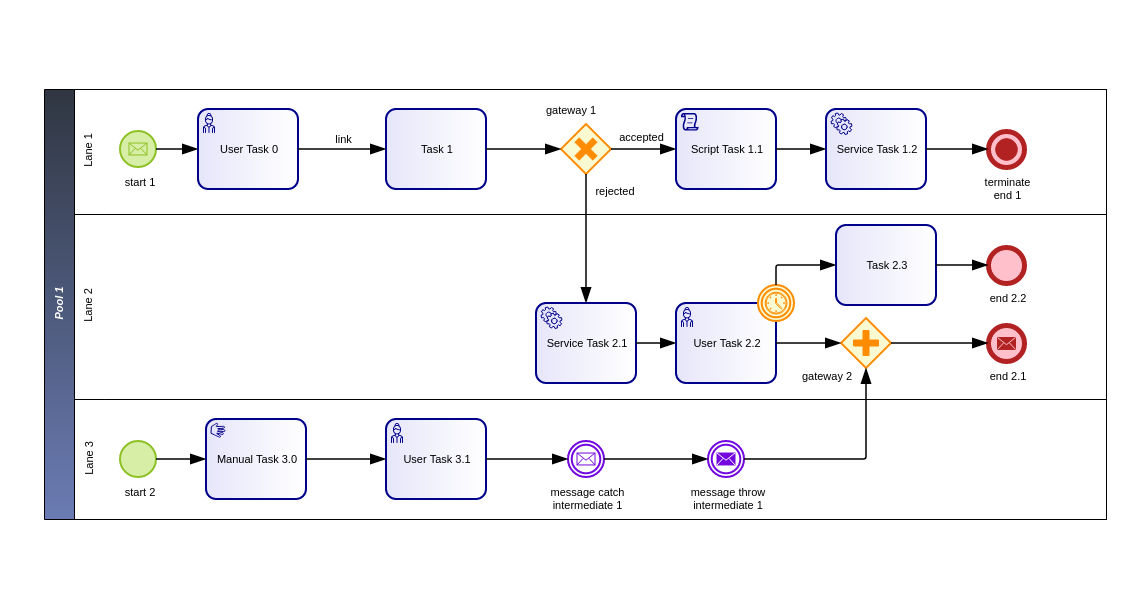 Pool 1
Lane 1
start 1
User Task 0
link
Task 1
gateway 1
accepted
rejected
Script Task 1.1
Service Task 1.2
terminate
end 1
Lane 2
Service Task 2.1
User Task 2.2
Task 2.3
end 2.2
gateway 2
end 2.1
Lane 3
start 2
Manual Task 3.0
User Task 3.1
message catch
intermediate 1
message throw
intermediate 1